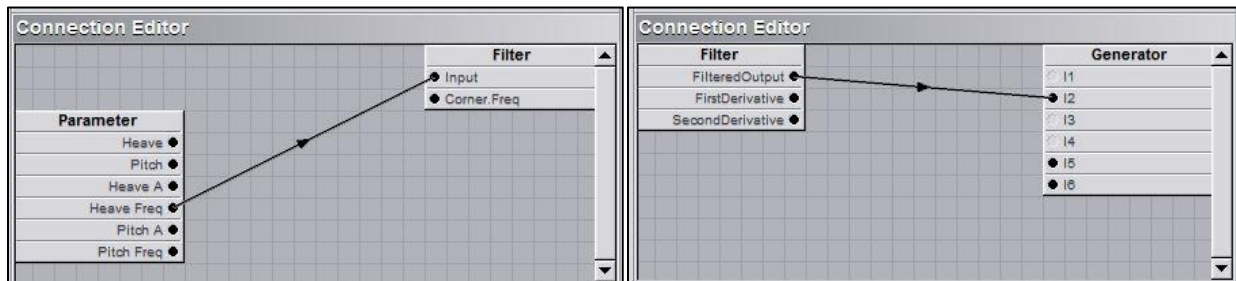 Connection Editor
Filter
Input
Corner.Freq
Parameter
Heave
Pitch
Heave A
Heave Freq
Pitch A
Pitch Freq
Connection Editor
Filter
FilteredOutput
FirstDerivative
SecondDerivative
Generator
I1
I2
I3
I4
I5
I6